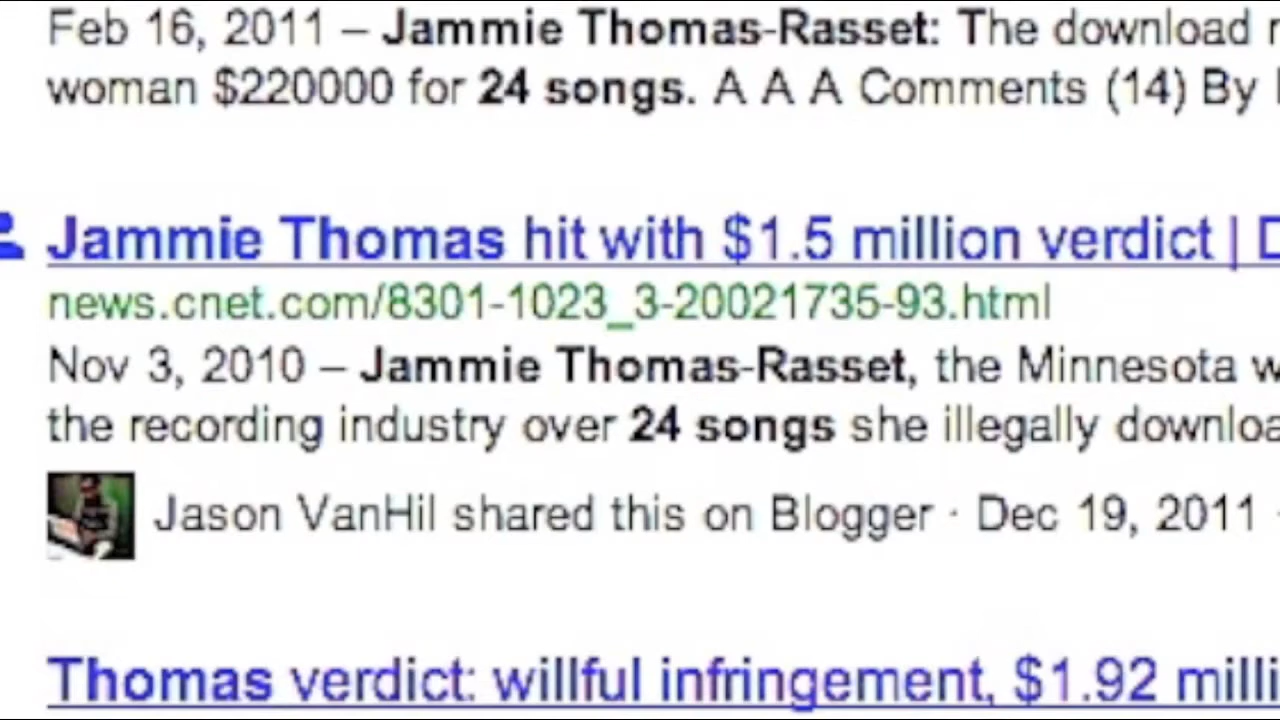 Feb 16, 2011 – Jammie Thomas-Rasset: The download
woman $220000 for 24 songs. A A A Comments (14) By
Jammie Thomas hit with $1.5 million verdict |
news.cnet.com/8301-1023_3-20021735-93.html
Nov 3, 2010 – Jammie Thomas-Rasset, the Minnesota
the recording industry over 24 songs she illegally downloa
Jason VanHil shared this on Blogger · Dec 19, 2011
Thomas verdict: willful infringement, $1.92 milli